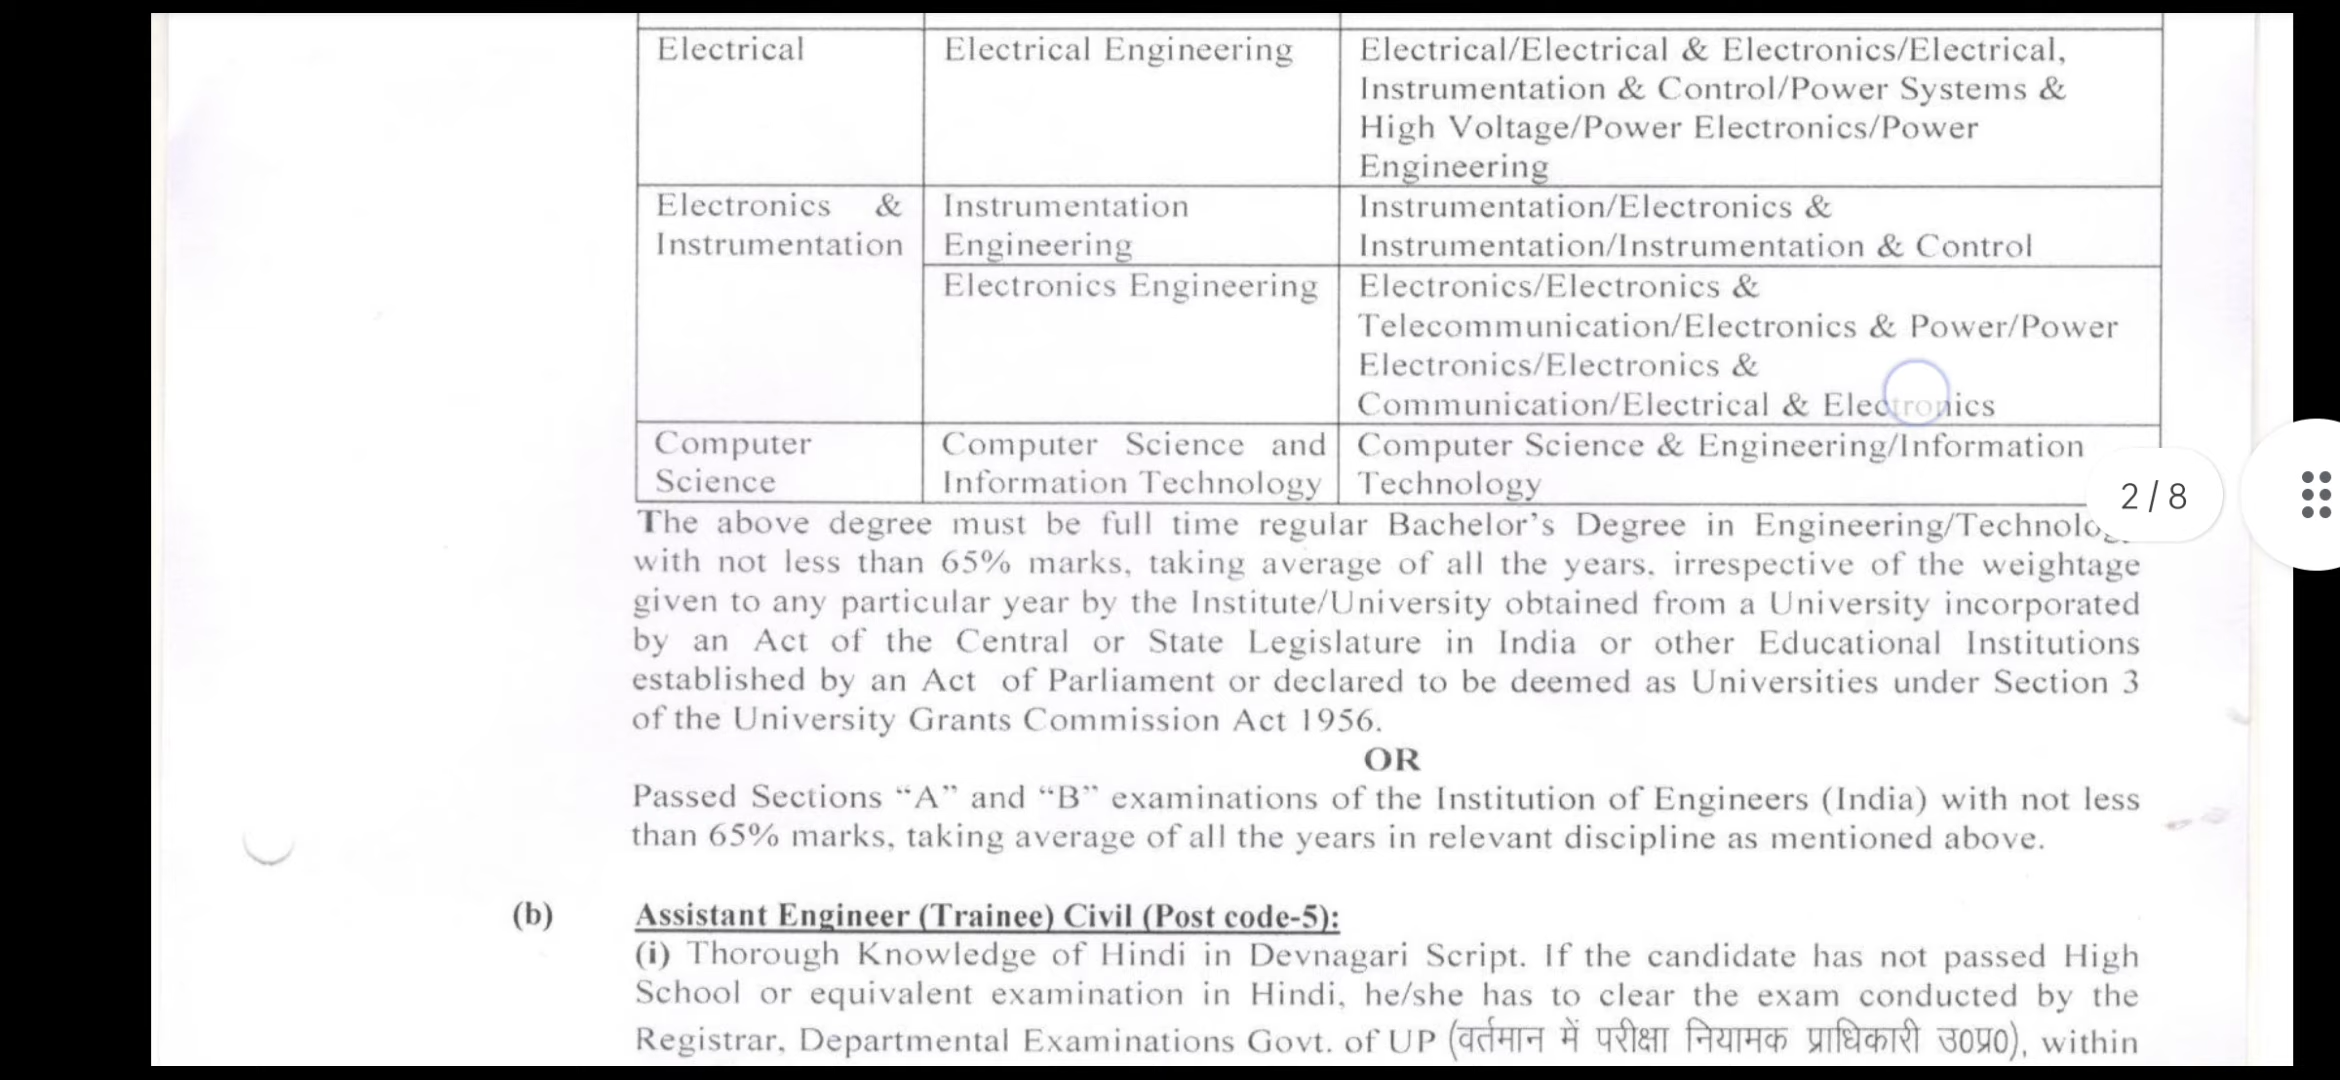 Electrical Electrical Engineering Electrical/Electrical & Electronics/Electrical,
Instrumentation & Control/Power Systems &
High Voltage/Power Electronics/Power
Engineering
Electronics & Instrumentation Instrumentation/Electronics &
Instrumentation Engineering Instrumentation/Instrumentation & Control
Electronics Engineering Electronics/Electronics &
Telecommunication/Electronics & Power/Power
Electronics/Electronics &
Communication/Electrical & Electronics
Computer Computer Science and Computer Science & Engineering/Information
Science Information Technology Technology
2 / 8
The above degree must be full time regular Bachelor's Degree in Engineering/Technolo
with not less than 65% marks, taking average of all the years. irrespective of the weightage
given to any particular year by the Institute/University obtained from a University incorporated
by an Act of the Central or State Legislature in India or other Educational Institutions
established by an Act of Parliament or declared to be deemed as Universities under Section 3
of the University Grants Commission Act 1956.
OR
Passed Sections “A” and “B” examinations of the Institution of Engineers (India) with not less
than 65% marks, taking average of all the years in relevant discipline as mentioned above.
(b) Assistant Engineer (Trainee) Civil (Post code-5):
(i) Thorough Knowledge of Hindi in Devnagari Script. If the candidate has not passed High
School or equivalent examination in Hindi, he/she has to clear the exam conducted by the
Registrar, Departmental Examinations Govt. of UP (वर्तमान में परीक्षा नियामक प्राधिकारी उ0प्र0), within